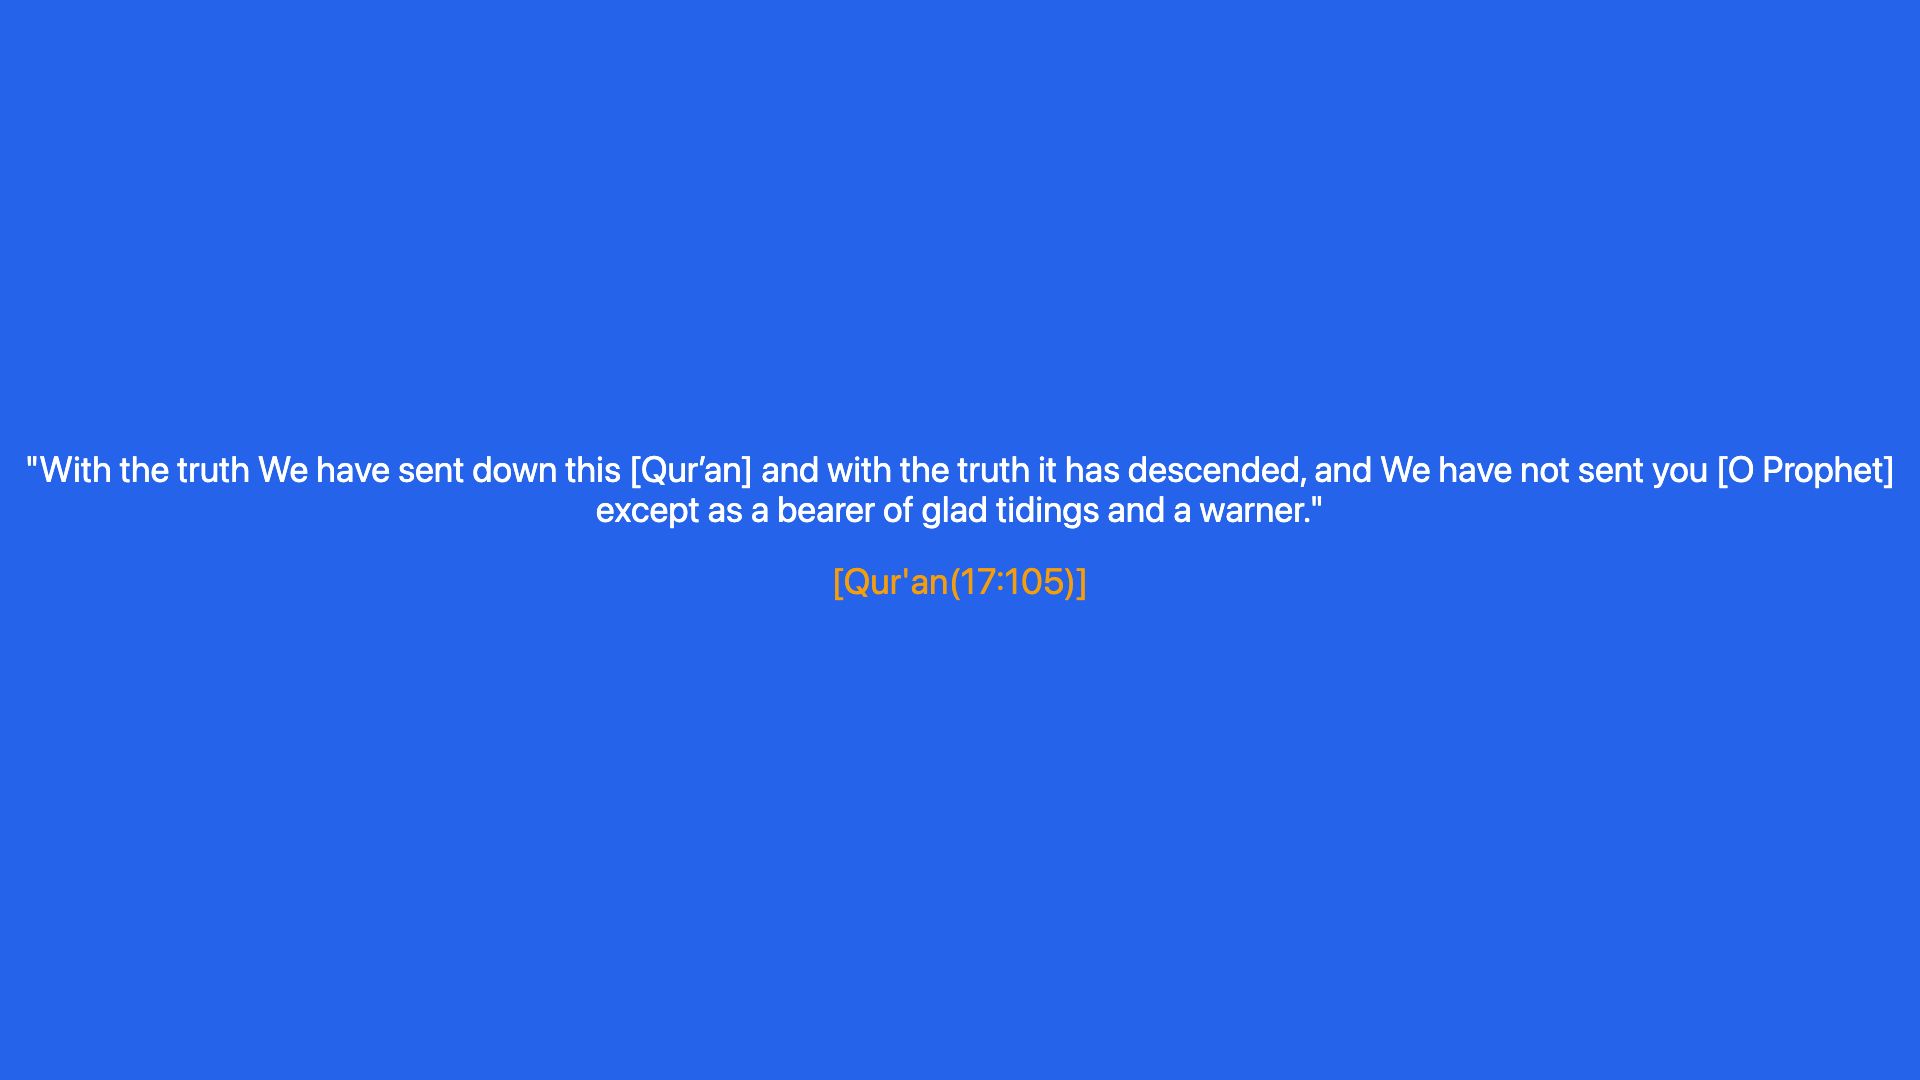 "With the truth We have sent down this [Qur’an] and with the truth it has descended, and We have not sent you [O Prophet]
except as a bearer of glad tidings and a warner."
[Qur'an(17:105)]